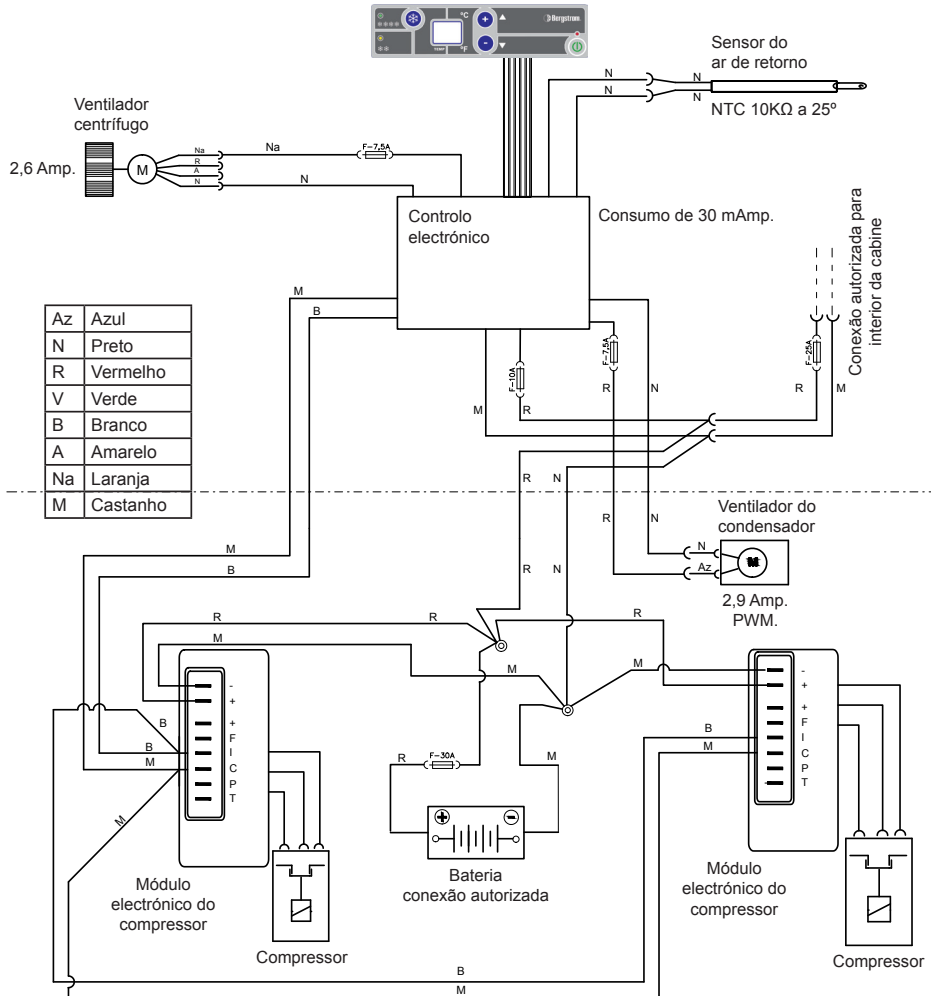 °C
°F
TEMP
Bergstrom
Sensor do
ar de retorno
N
N
N
N
NTC 10KΩ a 25º
Ventilador
centrífugo
2,6 Amp.
M
Na
R
A
N
Na
F-7,5A
N
Controlo
electrónico
Consumo de 30 mAmp.
Conexão autorizada para
interior da cabine
M
B
Az Azul
N Preto
R Vermelho
V Verde
B Branco
A Amarelo
Na Laranja
M Castanho
F-10A
F-7,5A
F-25A
R
N
R
M
M
R
R
N
R
N
Ventilador do
condensador
N
Az
M
2,9 Amp.
PWM.
M
B
R
N
R
M
R
M
M
-
+
+
F
I
C
P
T
B
B
M
M
R
F-30A
M
+
-
Bateria
conexão autorizada
-
+
+
F
I
C
P
T
B
M
Módulo
electrónico do
compressor
Compressor
Módulo
electrónico do
compressor
Compressor
B
M